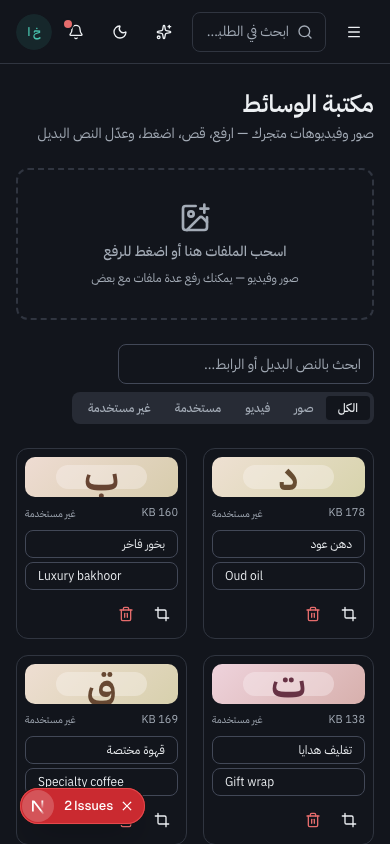 خ ا
ابحث في الطلبـ...
مكتبة الوسائط
صور وفيديوهات متجرك — ارفع، قص، اضغط، وعدّل النص البديل
اسحب الملفات هنا أو اضغط للرفع
صور وفيديو — يمكنك رفع عدة ملفات مع بعض
ابحث بالنص البديل أو الرابط...
الكل
صور
فيديو
مستخدمة
غير مستخدمة
د
178 KB
غير مستخدمة
دهن عود
Oud oil
ب
160 KB
غير مستخدمة
بخور فاخر
Luxury bakhoor
ت
138 KB
غير مستخدمة
تغليف هدايا
Gift wrap
ق
169 KB
غير مستخدمة
قهوة مختصة
Specialty coffee
N
2 Issues